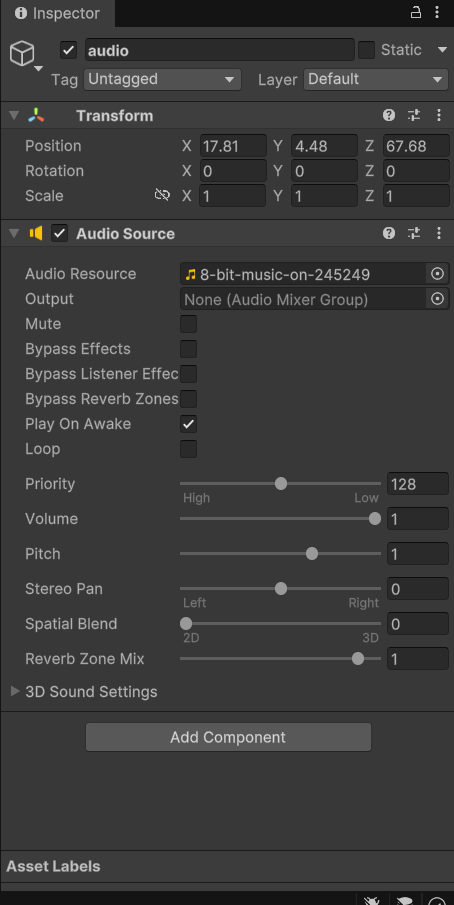 Inspector
audio Static
Tag Untagged Layer Default
Transform
Position X 17.81 Y 4.48 Z 67.68
Rotation X 0 Y 0 Z 0
Scale X 1 Y 1 Z 1
Audio Source
Audio Resource 8-bit-music-on-245249
Output None (Audio Mixer Group)
Mute
Bypass Effects
Bypass Listener Effec
Bypass Reverb Zones
Play On Awake
Loop
Priority 128
High Low
Volume 1
Pitch 1
Stereo Pan 0
Left Right
Spatial Blend 0
2D 3D
Reverb Zone Mix 1
3D Sound Settings
Add Component
Asset Labels